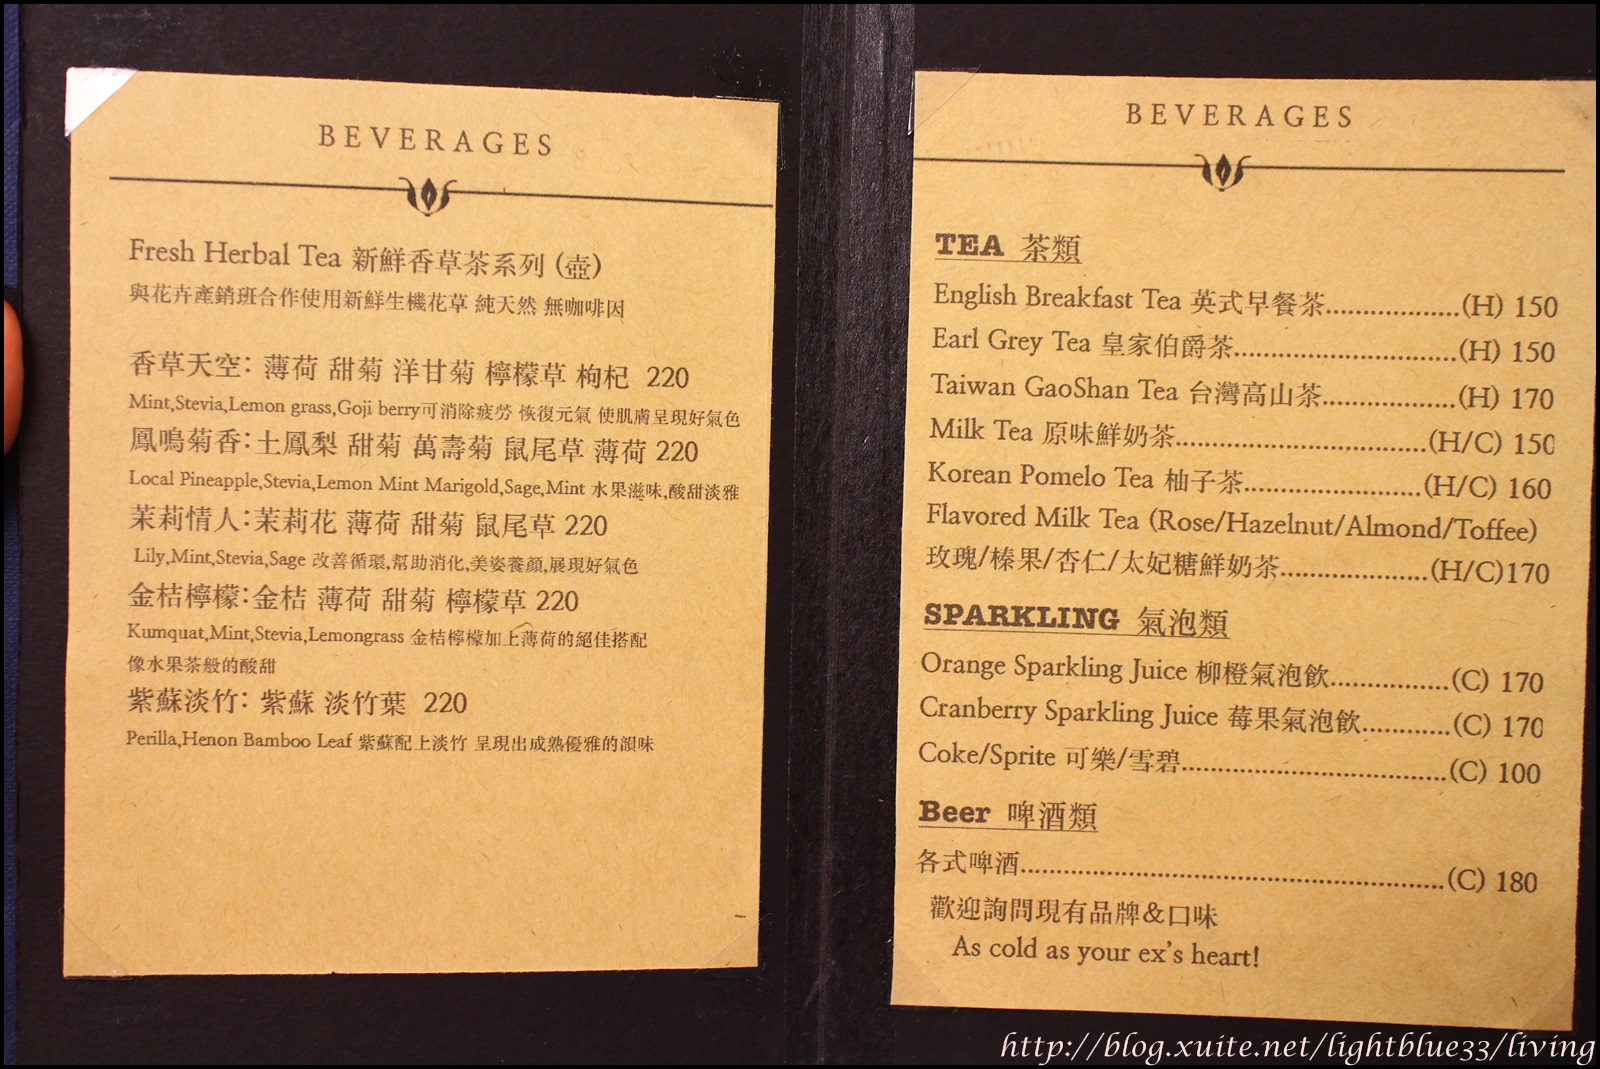 BEVERAGES
Fresh Herbal Tea 新鮮香草茶系列 (壺)
與花卉產銷班合作使用新鮮生機花草 純天然 無咖啡因
香草天空: 薄荷 甜菊 洋甘菊 檸檬草 枸杞 220
Mint,Stevia,Lemon grass,Goji berry可消除疲勞 恢復元氣 使肌膚呈現好氣色
鳳鳴菊香:土鳳梨 甜菊 萬壽菊 鼠尾草 薄荷 220
Local Pineapple,Stevia,Lemon Mint Marigold,Sage,Mint 水果滋味,酸甜淡雅
茉莉情人:茉莉花 薄荷 甜菊 鼠尾草 220
Lily,Mint,Stevia,Sage 改善循環,幫助消化,美姿養顏,展現好氣色
金桔檸檬:金桔 薄荷 甜菊 檸檬草 220
Kumquat,Mint,Stevia,Lemongrass 金桔檸檬加上薄荷的絕佳搭配
像水果茶般的酸甜
紫蘇淡竹: 紫蘇 淡竹葉 220
Perilla,Henon Bamboo Leaf 紫蘇配上淡竹 呈現出成熟優雅的韻味
BEVERAGES
TEA 茶類
English Breakfast Tea 英式早餐茶..................(H) 150
Earl Grey Tea 皇家伯爵茶..............................(H) 150
Taiwan GaoShan Tea 台灣高山茶..................(H) 170
Milk Tea 原味鮮奶茶..................................(H/C) 150
Korean Pomelo Tea 柚子茶........................(H/C) 160
Flavored Milk Tea (Rose/Hazelnut/Almond/Toffee)
玫瑰/榛果/杏仁/太妃糖鮮奶茶....................(H/C)170
SPARKLING 氣泡類
Orange Sparkling Juice 柳橙氣泡飲................(C) 170
Cranberry Sparkling Juice 莓果氣泡飲............(C) 170
Coke/Sprite 可樂/雪碧....................................(C) 100
Beer 啤酒類
各式啤酒..........................................................(C) 180
歡迎詢問現有品牌&口味
As cold as your ex's heart!
http://blog.xuite.net/lightblue33/living